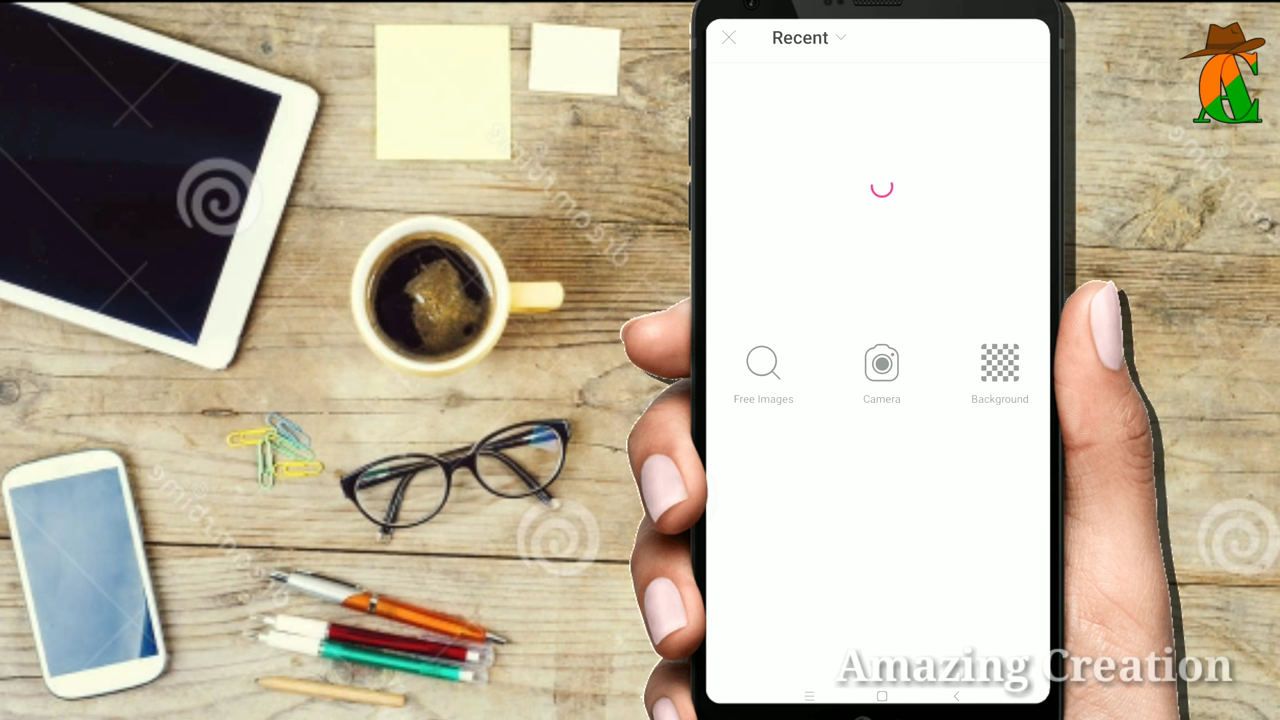 Recent
Free Images
Camera
Background
Amazing Creation